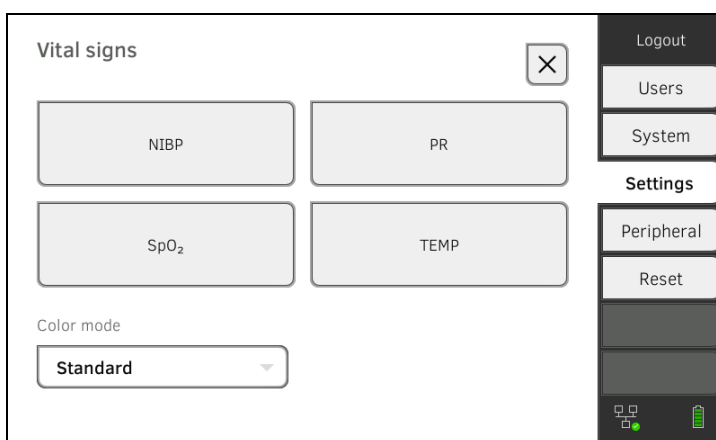 Vital signs
NIBP
PR
SpO₂
TEMP
Color mode
Standard
Logout
Users
System
Settings
Peripheral
Reset